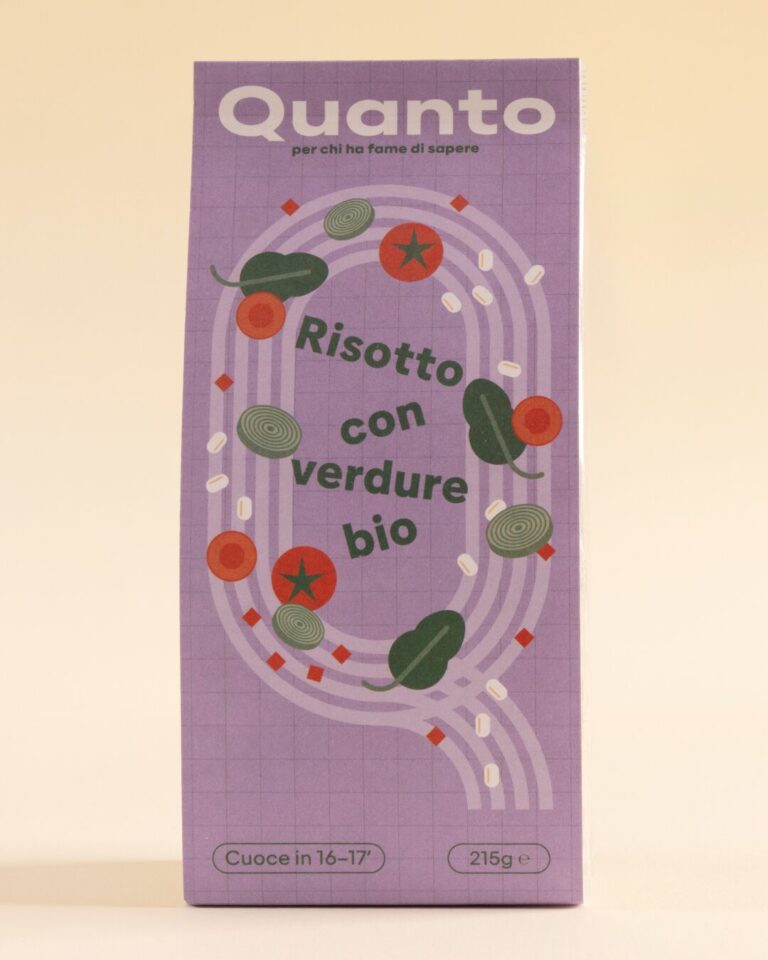 Quanto
per chi ha fame di sapere
Risotto
con
verdure
bio
Cuoce in 16–17’
215g ℮